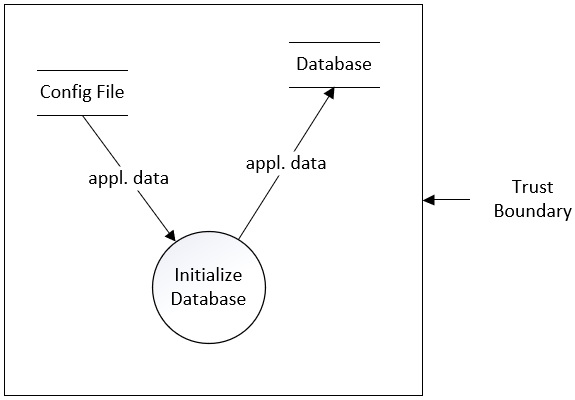 Database
Config File
appl. data
appl. data
Trust
Boundary
Initialize
Database